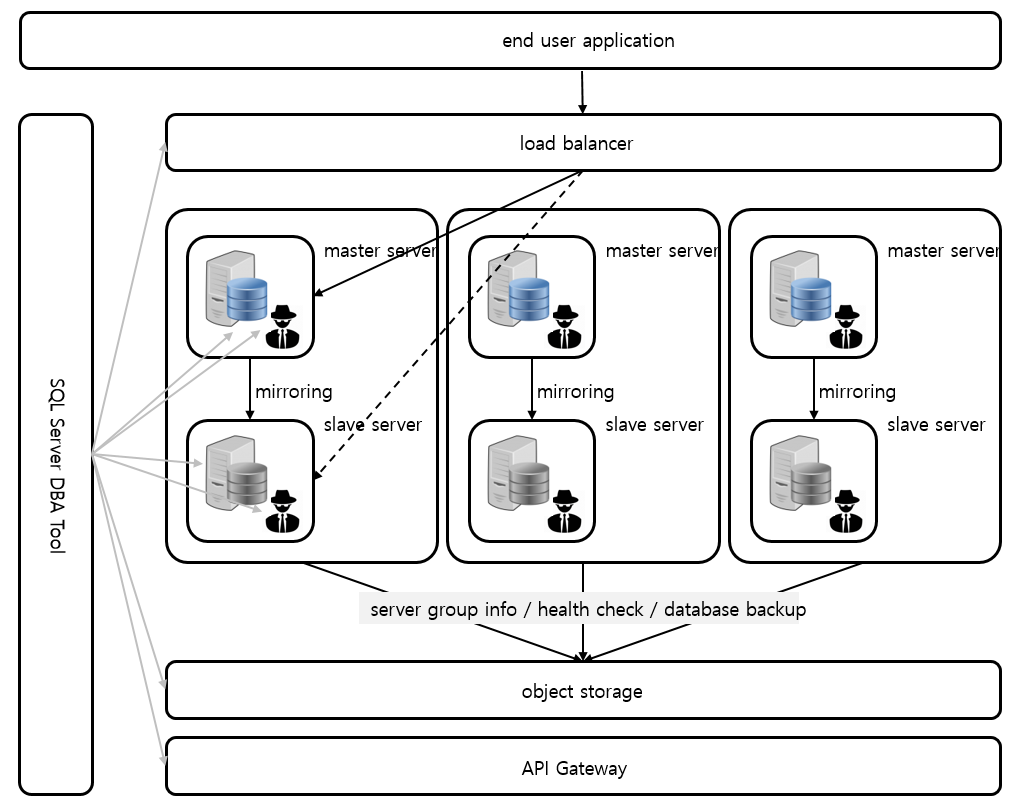 end user application
load balancer
master server
master server
master server
mirroring
mirroring
mirroring
slave server
slave server
slave server
SQL Server DBA Tool
server group info / health check / database backup
object storage
API Gateway